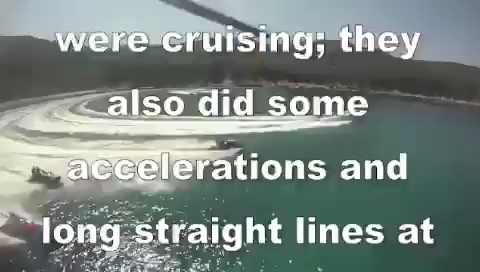 were cruising; they
also did some
accelerations and
long straight lines at